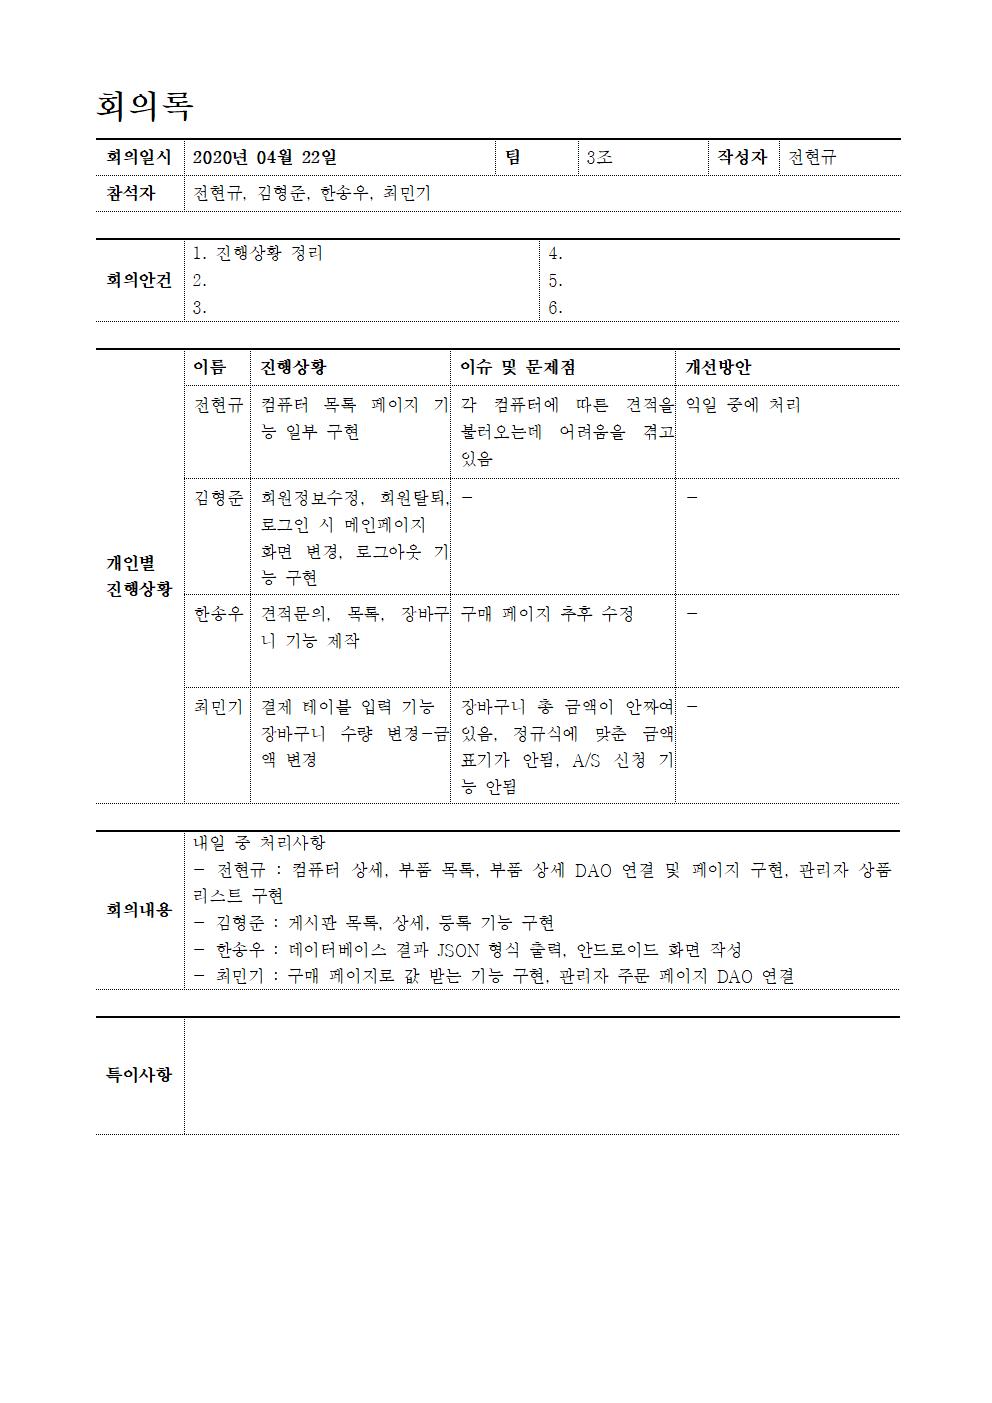 회의록
회의일시 2020년 04월 22일 팀 3조 작성자 전현규
참석자 전현규, 김형준, 한송우, 최민기
회의안건
1. 진행상황 정리
2.
3.
4.
5.
6.
개인별
진행상황
이름 진행상황 이슈 및 문제점 개선방안
전현규
컴퓨터 목록 페이지 기
능 일부 구현
각 컴퓨터에 따른 견적을
불러오는데 어려움을 겪고
있음
익일 중에 처리
김형준
회원정보수정, 회원탈퇴,
로그인 시 메인페이지
화면 변경, 로그아웃 기
능 구현
-
-
한송우
견적문의, 목록, 장바구
니 기능 제작
구매 페이지 추후 수정
-
최민기
결제 테이블 입력 기능
장바구니 수량 변경-금
액 변경
장바구니 총 금액이 안짜여
있음, 정규식에 맞춘 금액
표기가 안됨, A/S 신청 기
능 안됨
-
회의내용
내일 중 처리사항
- 전현규 : 컴퓨터 상세, 부품 목록, 부품 상세 DAO 연결 및 페이지 구현, 관리자 상품
리스트 구현
- 김형준 : 게시판 목록, 상세, 등록 기능 구현
- 한송우 : 데이터베이스 결과 JSON 형식 출력, 안드로이드 화면 작성
- 최민기 : 구매 페이지로 값 받는 기능 구현, 관리자 주문 페이지 DAO 연결
특이사항